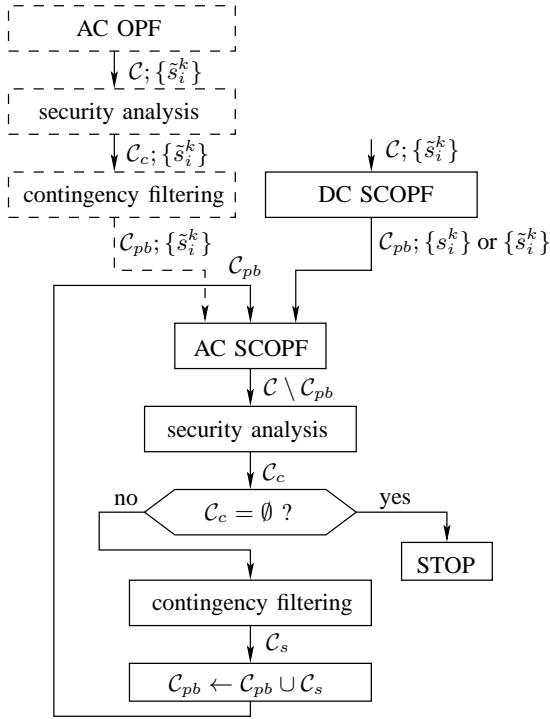 AC OPF
𝒞; {s̃ᵢᵏ}
security analysis
𝒞_c; {s̃ᵢᵏ}
contingency filtering
𝒞; {s̃ᵢᵏ}
DC SCOPF
𝒞_pb; {s̃ᵢᵏ}
𝒞_pb; {sᵢᵏ} or {s̃ᵢᵏ}
𝒞_pb
AC SCOPF
𝒞 \ 𝒞_pb
security analysis
𝒞_c
no
𝒞_c = ∅ ?
yes
STOP
contingency filtering
𝒞_s
𝒞_pb ← 𝒞_pb ∪ 𝒞_s